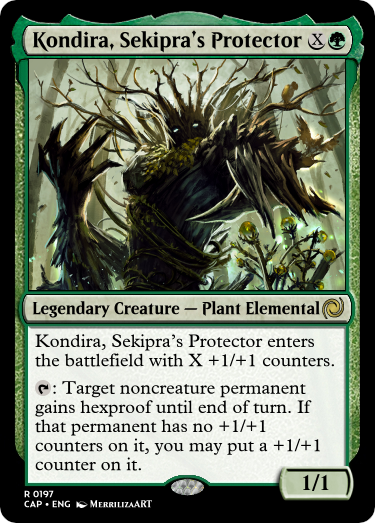 Kondira, Sekipra's Protector X
Legendary Creature — Plant Elemental
Kondira, Sekipra's Protector enters
the battlefield with X +1/+1 counters.
: Target noncreature permanent
gains hexproof until end of turn. If
that permanent has no +1/+1
counters on it, you may put a +1/+1
counter on it.
1/1
R 0197
CAP • ENG MERRILIZAART